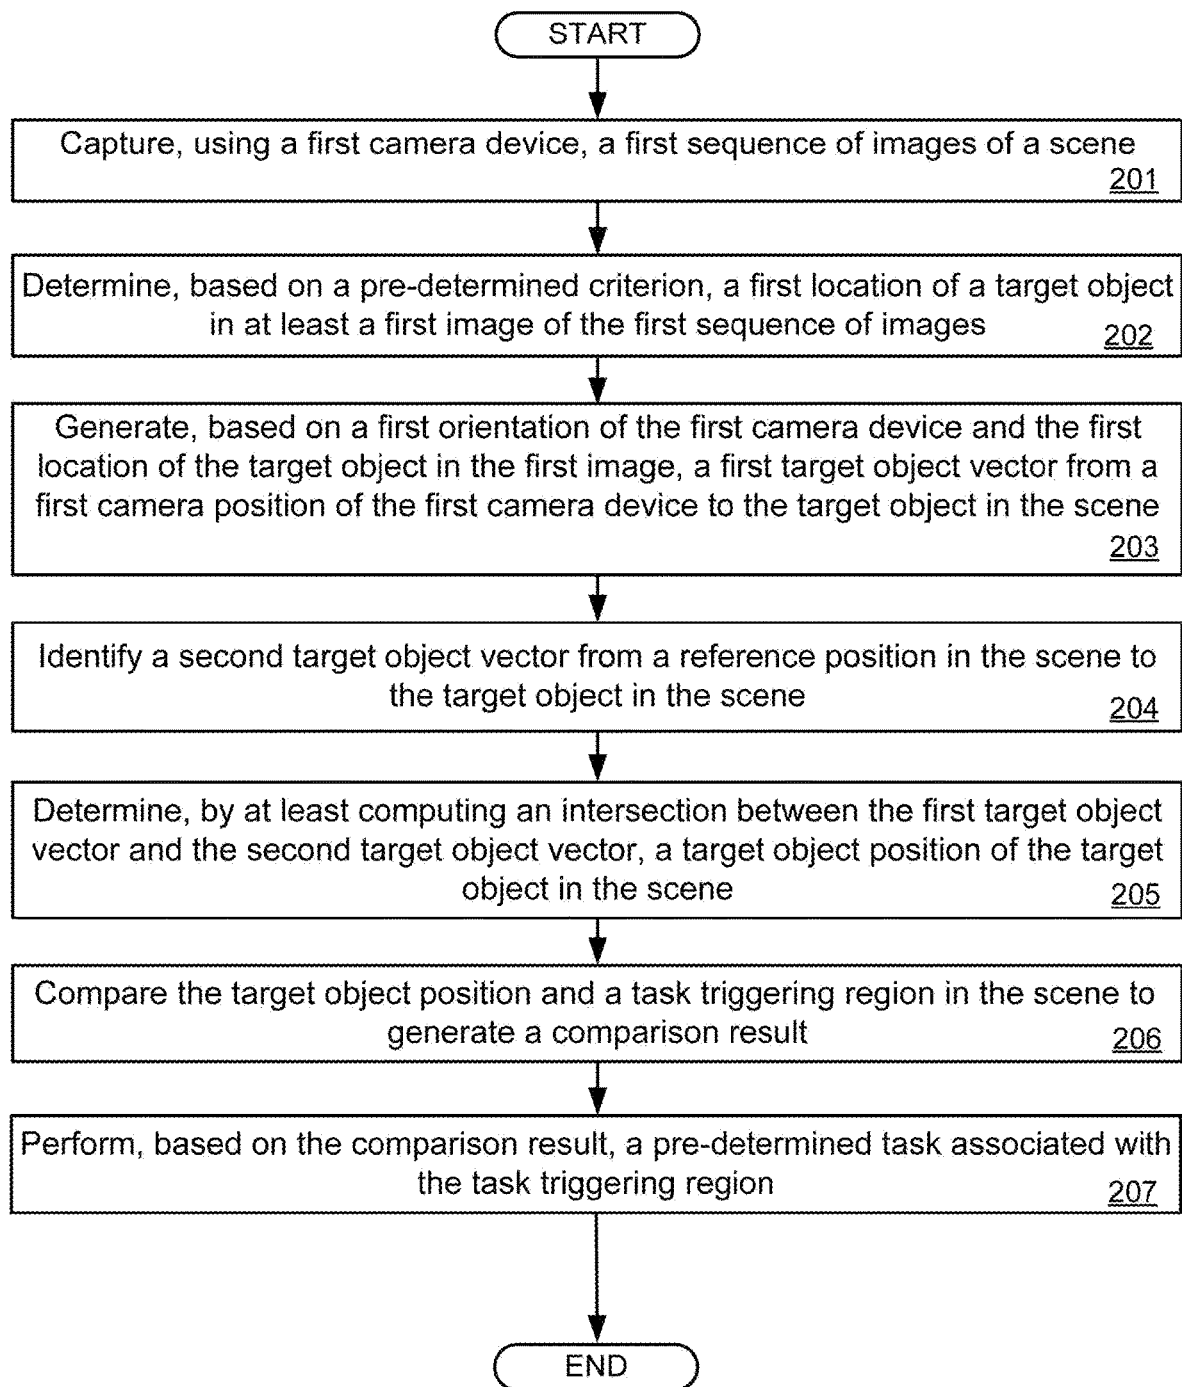 START
Capture, using a first camera device, a first sequence of images of a scene
201
Determine, based on a pre-determined criterion, a first location of a target object
in at least a first image of the first sequence of images
202
Generate, based on a first orientation of the first camera device and the first
location of the target object in the first image, a first target object vector from a
first camera position of the first camera device to the target object in the scene
203
Identify a second target object vector from a reference position in the scene to
the target object in the scene
204
Determine, by at least computing an intersection between the first target object
vector and the second target object vector, a target object position of the target
object in the scene
205
Compare the target object position and a task triggering region in the scene to
generate a comparison result
206
Perform, based on the comparison result, a pre-determined task associated with
the task triggering region
207
END